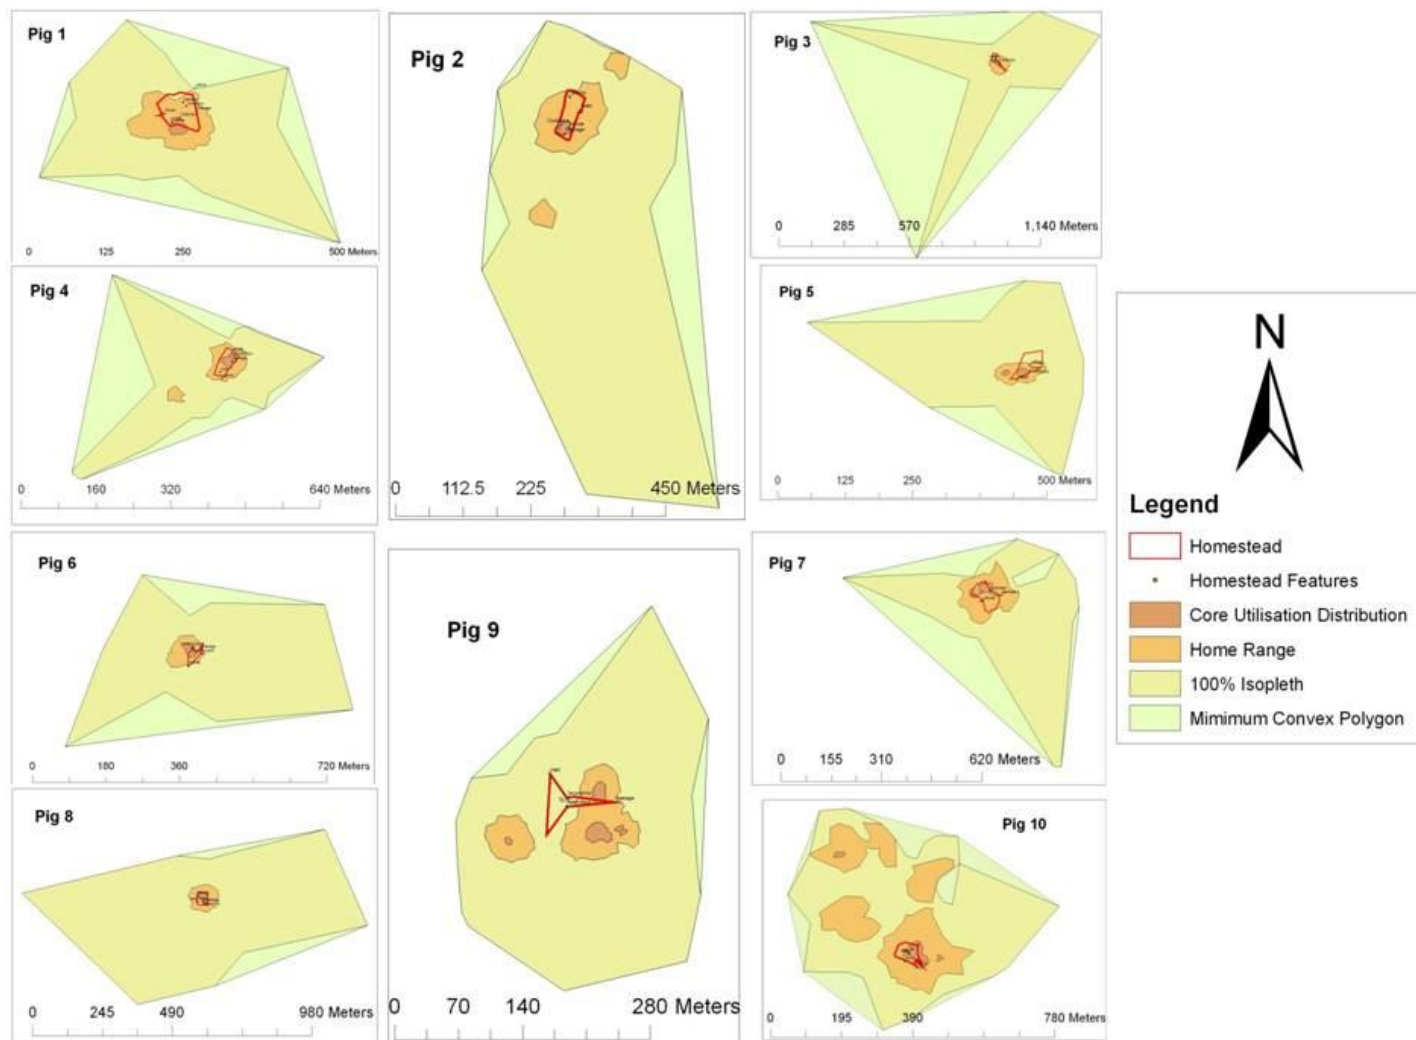 Pig 1
0 125 250 500 Meters
Pig 2
0 112.5 225 450 Meters
Pig 3
0 285 570 1,140 Meters
Pig 4
0 160 320 640 Meters
Pig 5
0 125 250 500 Meters
Pig 6
0 180 360 720 Meters
Pig 9
0 70 140 280 Meters
Pig 7
0 155 310 620 Meters
Pig 8
0 245 490 980 Meters
Pig 10
0 195 390 780 Meters
N
Legend
Homestead
Homestead Features
Core Utilisation Distribution
Home Range
100% Isopleth
Mimimum Convex Polygon